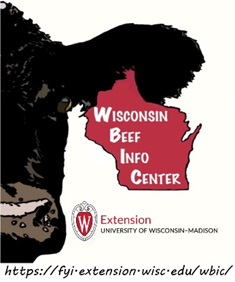 WISCONSIN
BEEF
INFO
CENTER
W
Extension
UNIVERSITY OF WISCONSIN-MADISON
https://fyi.extension.wisc.edu/wbic/